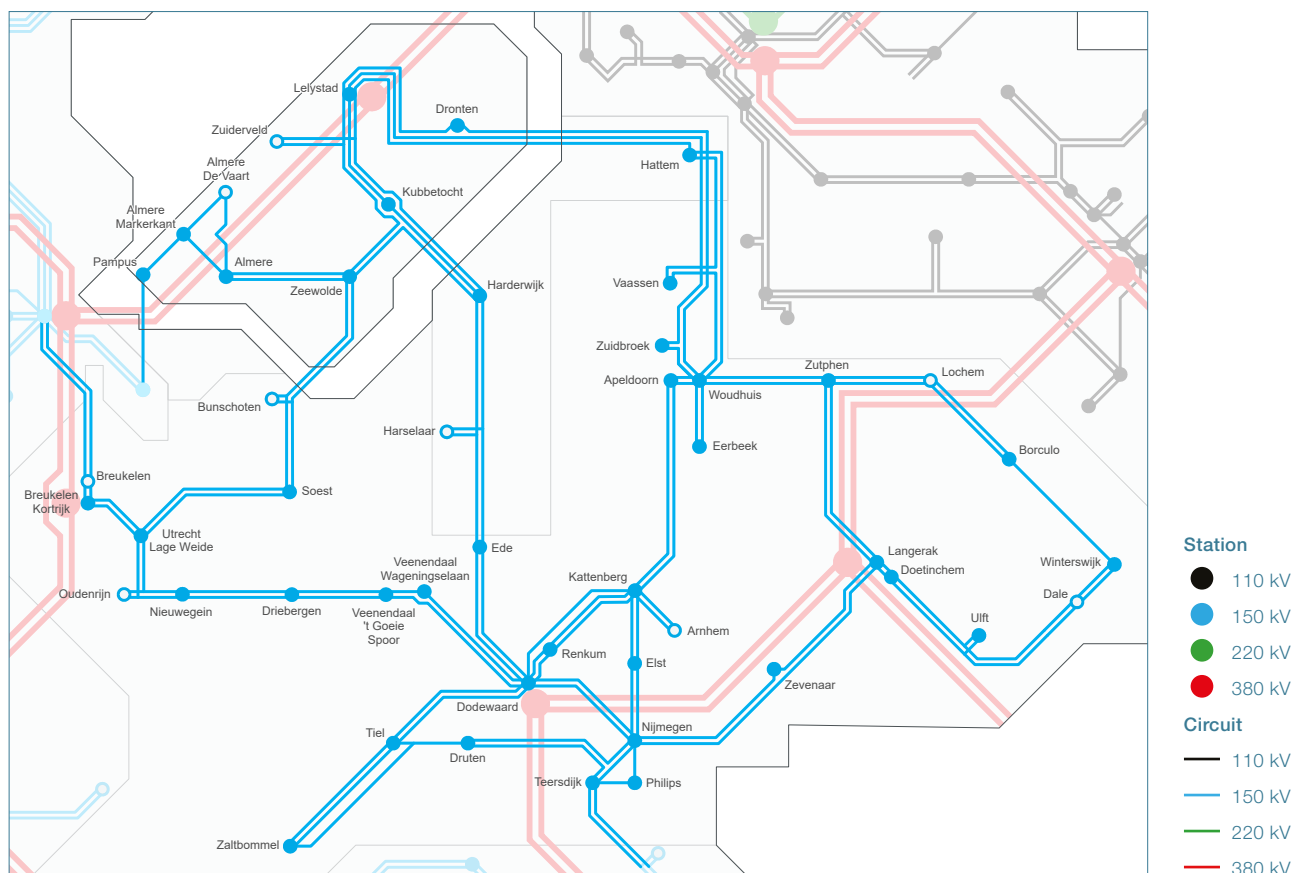 Lelystad
Dronten
Zuiderveld
Almere
De Vaart
Hattem
Kubbetocht
Almere
Markerkant
Pampus
Almere
Zeewolde
Harderwijk
Vaassen
Zuidbroek
Zutphen
Lochem
Apeldoorn
Woudhuis
Bunschoten
Harselaar
Eerbeek
Borculo
Breukelen
Breukelen
Kortrijk
Soest
Utrecht
Lage Weide
Ede
Veenendaal
Wageningselaan
Kattenberg
Langerak
Doetinchem
Winterswijk
Oudenrijn
Nieuwegein
Driebergen
Veenendaal
't Goeie
Spoor
Dale
Arnhem
Ulft
Renkum
Elst
Zevenaar
Dodewaard
Tiel
Nijmegen
Druten
Teersdijk
Philips
Zaltbommel
Station
110 kV
150 kV
220 kV
380 kV
Circuit
110 kV
150 kV
220 kV
380 kV